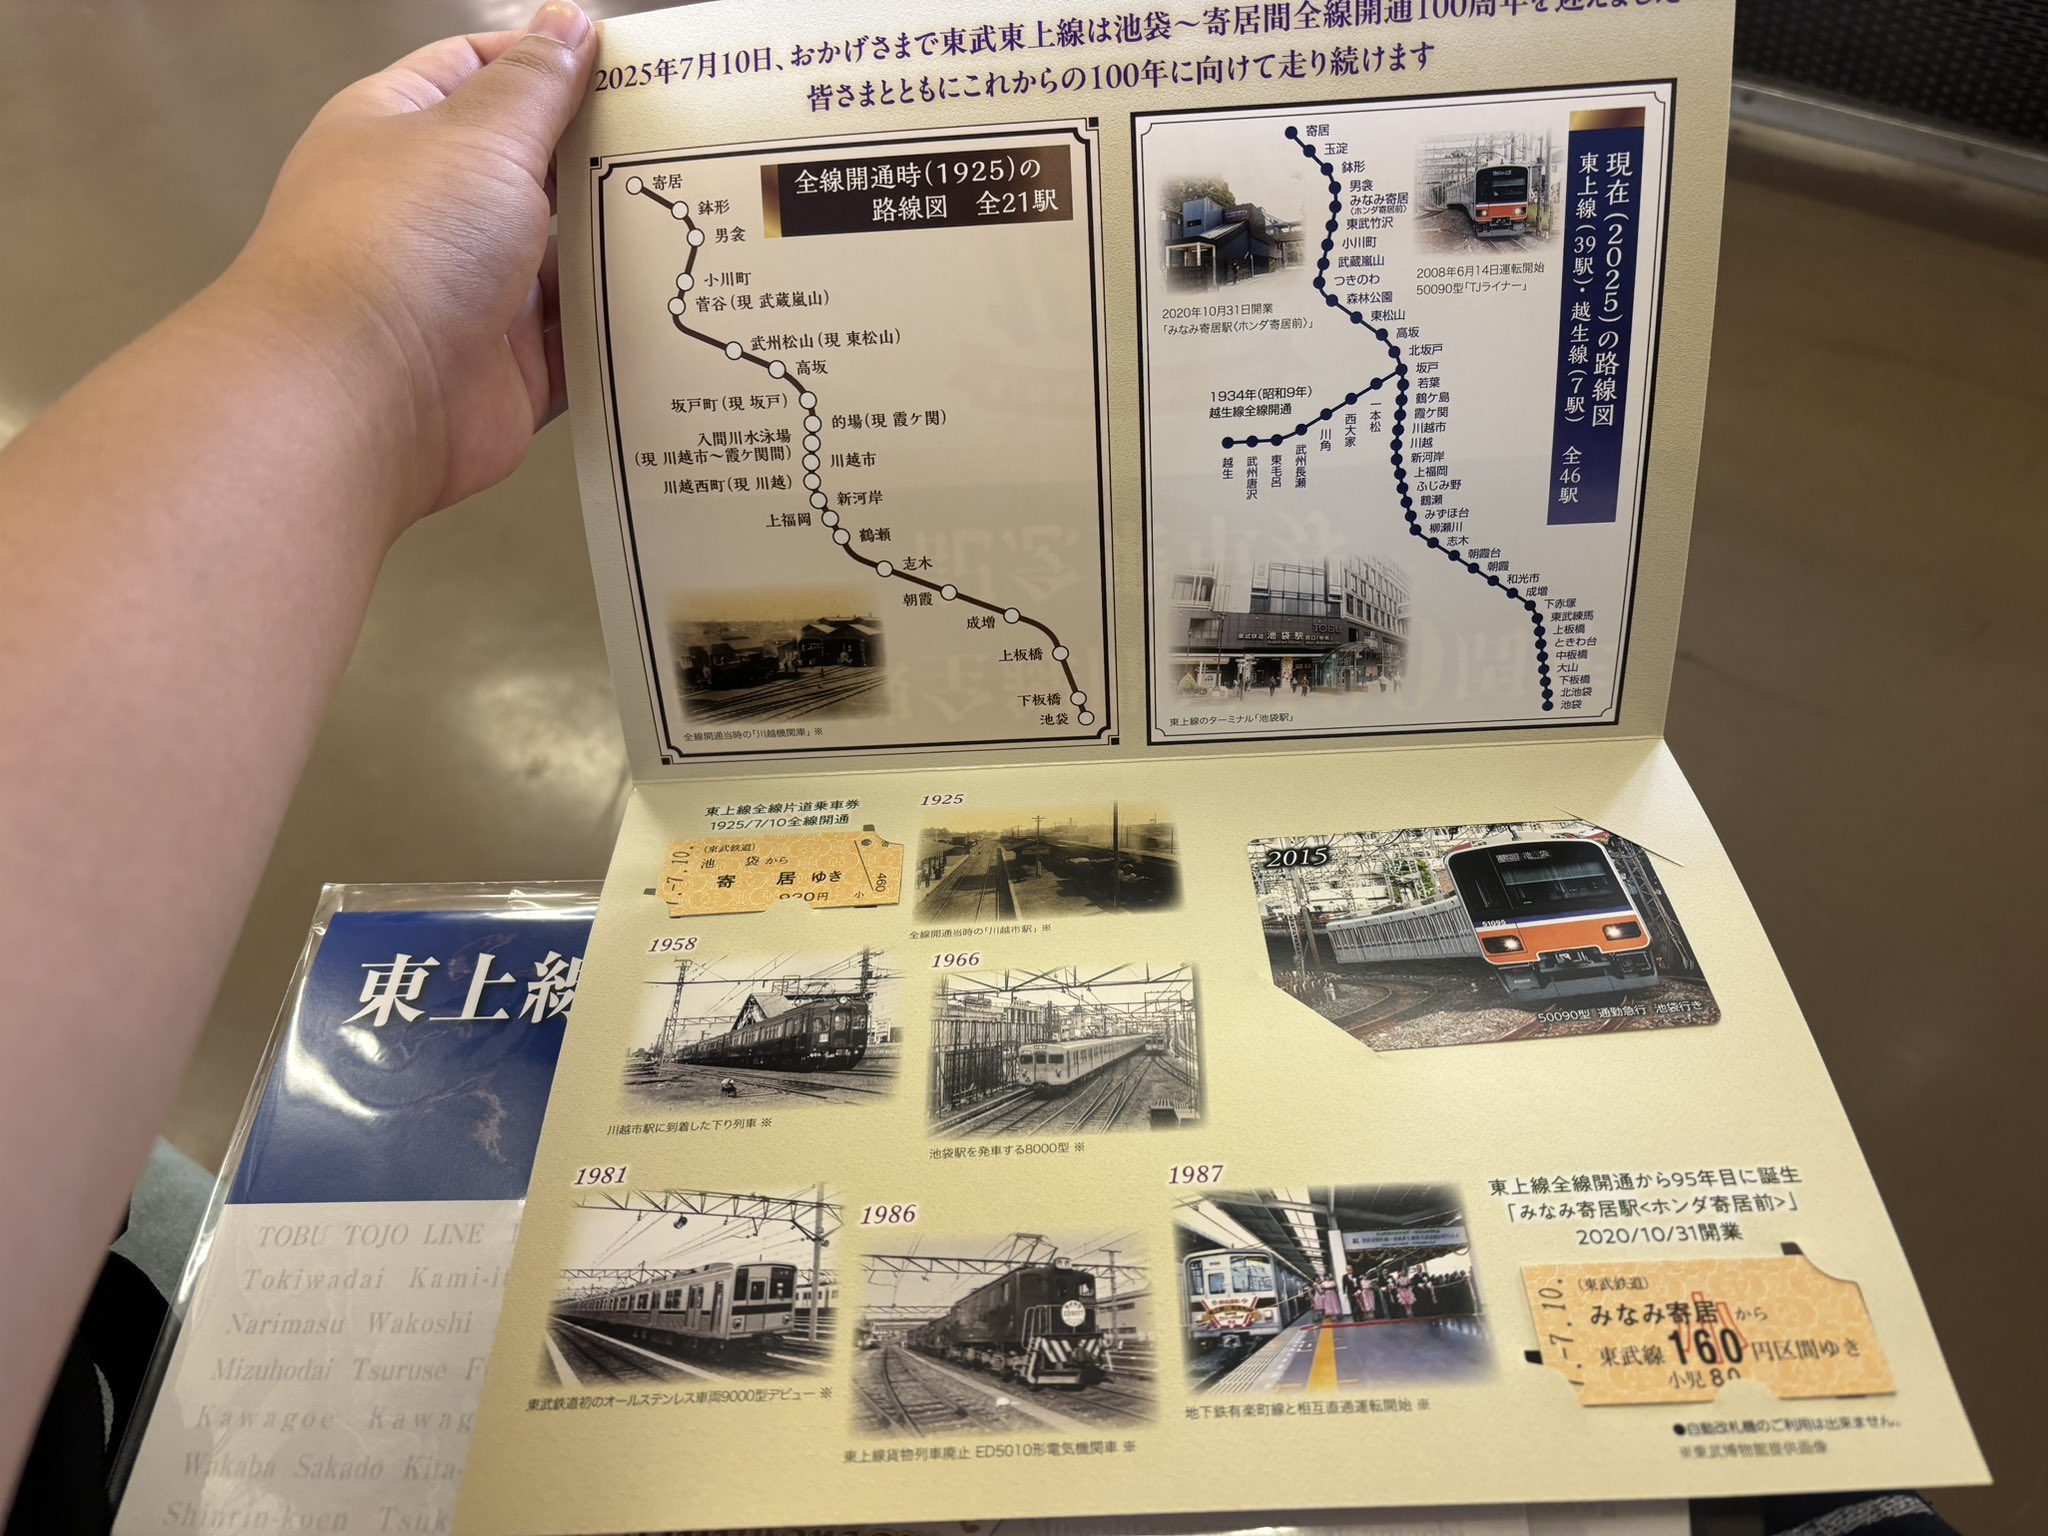 2025年7月10日、おかげさまで東武東上線は池袋～寄居間全線開通100周年を迎えました
皆さまとともにこれからの100年に向けて走り続けます
全線開通時(1925)の
路線図 全21駅
寄居
鉢形
男衾
小川町
菅谷(現 武蔵嵐山)
武州松山(現 東松山)
高坂
坂戸町(現 坂戸)
的場(現 霞ケ関)
入間川水泳場
(現 川越市～霞ケ関間)
川越市
川越西町(現 川越)
新河岸
上福岡
鶴瀬
志木
朝霞
成増
上板橋
下板橋
池袋
全線開通当時の「川越機関庫」※
現在(2025)の路線図
東上線(39駅)・越生線(7駅) 全46駅
寄居
玉淀
鉢形
男衾
みなみ寄居
〈ホンダ寄居前〉
東武竹沢
小川町
武蔵嵐山
つきのわ
森林公園
東松山
高坂
北坂戸
坂戸
若葉
鶴ケ島
霞ケ関
川越市
川越
新河岸
上福岡
ふじみ野
鶴瀬
みずほ台
柳瀬川
志木
朝霞台
朝霞
和光市
成増
下赤塚
東武練馬
上板橋
ときわ台
中板橋
大山
下板橋
北池袋
池袋
一本松
西大家
川角
武州長瀬
東毛呂
武州唐沢
越生
1934年(昭和9年)
越生線全線開通
2020年10月31日開業
「みなみ寄居駅〈ホンダ寄居前〉」
2008年6月14日運転開始
50090型「TJライナー」
TOBU
東武鉄道 池袋駅
東上線のターミナル「池袋駅」
東上線全線片道乗車券
1925/7/10全線開通
-7.10.
(東武鉄道)
池 袋 から
寄 居 ゆき
920円 小
460
1925
全線開通当時の「川越市駅」※
2015
51095
50090型 通勤急行 池袋行き
1958
川越市駅に到着した下り列車 ※
1966
池袋駅を発車する8000型 ※
1981
東武鉄道初のオールステンレス車両9000型デビュー ※
1986
東上線貨物列車廃止 ED5010形電気機関車 ※
1987
地下鉄有楽町線と相互直通運転開始 ※
東上線全線開通から95年目に誕生
「みなみ寄居駅<ホンダ寄居前>」
2020/10/31開業
-7.10.
(東武鉄道)
みなみ寄居 から
東武線 160 円区間ゆき
小児 80
●自動改札機のご利用は出来ません。
※東武博物館提供画像
東上線
TOBU TOJO LINE
Tokiwadai Kami-it
Narimasu Wakoshi
Mizuhodai Tsuruse F
Kawagoe Kawag
Wakaba Sakado Kita-
Shinrin-koen Tsuk